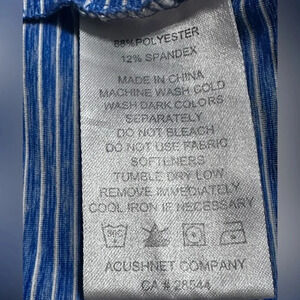 88% POLYESTER
12% SPANDEX
MADE IN CHINA
MACHINE WASH COLD
WASH DARK COLORS
SEPARATELY
DO NOT BLEACH
DO NOT USE FABRIC
SOFTENERS
TUMBLE DRY LOW
REMOVE IMMEDIATELY
COOL IRON IF NECESSARY
ACUSHNET COMPANY
CA # 28544